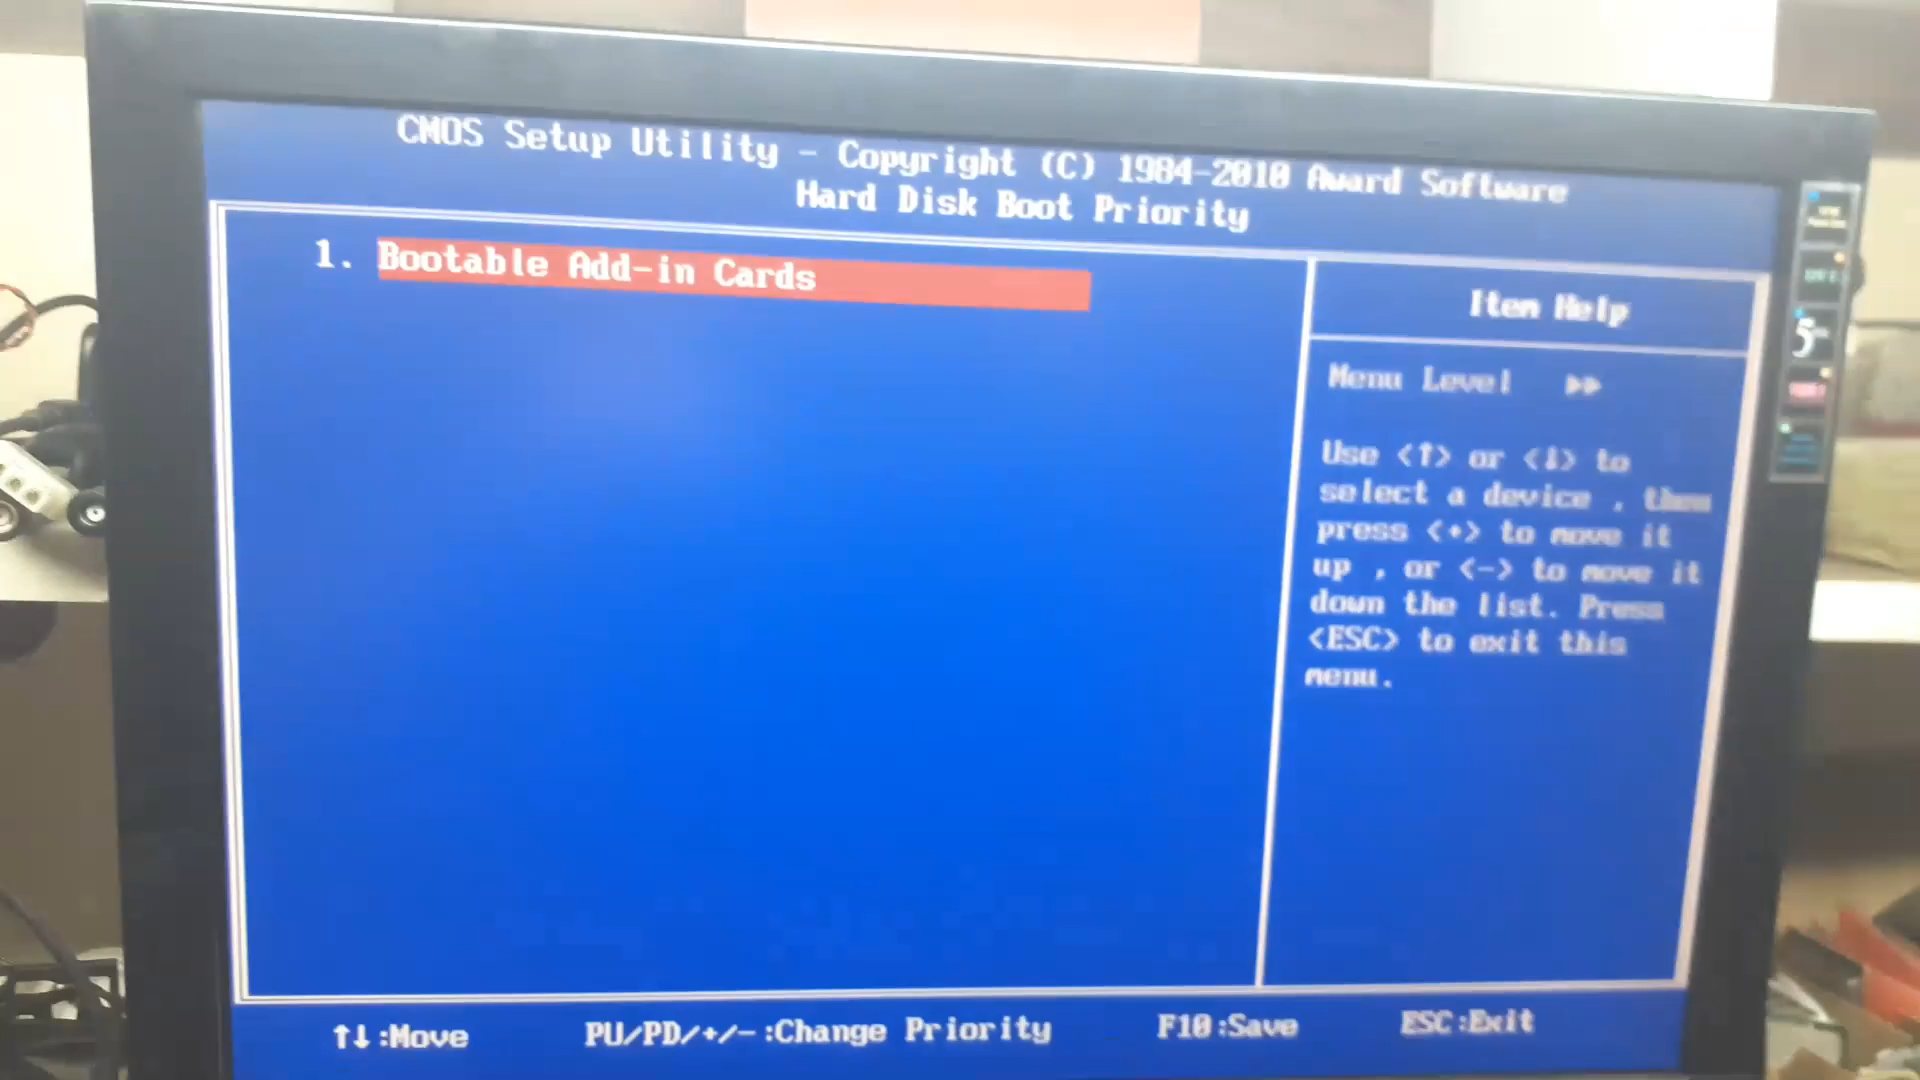 CMOS Setup Utility - Copyright (C) 1984-2010 Award Software
Hard Disk Boot Priority
1. Bootable Add-in Cards
Item Help
Menu Level ▶▶
Use <↑> or <↓> to
select a device , then
press <+> to move it
up , or <-> to move it
down the list. Press
<ESC> to exit this
menu.
↑↓:Move PU/PD/+/-:Change Priority F10:Save ESC:Exit
5